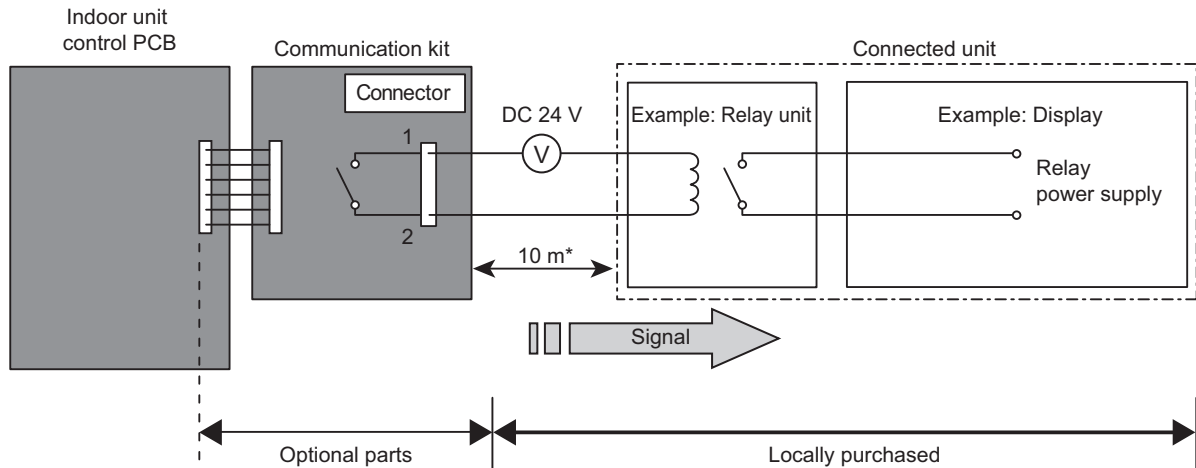 Indoor unit
control PCB
Communication kit
Connected unit
Connector
DC 24 V
Example: Relay unit
Example: Display
1
V
Relay
power supply
2
10 m*
Signal
Optional parts
Locally purchased